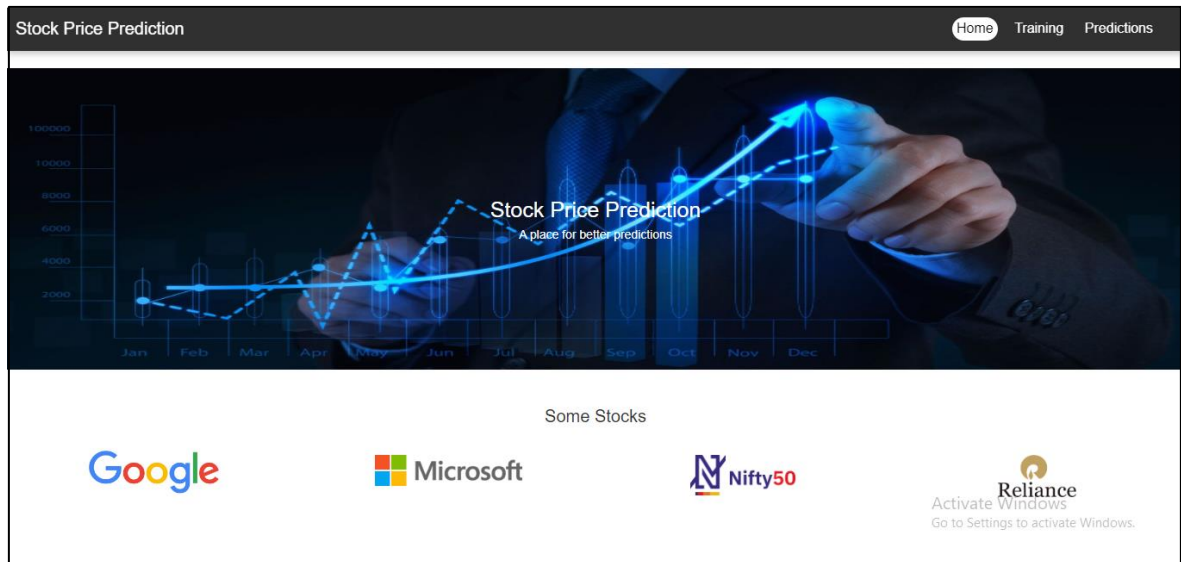 Stock Price Prediction
Home Training Predictions
100000
10000
8000
6000
4000
2000
Stock Price Prediction
A place for better predictions
Jan Feb Mar Apr May Jun Jul Aug Sep Oct Nov Dec
Some Stocks
Google
Microsoft
Nifty50
Reliance
Activate Windows
Go to Settings to activate Windows.